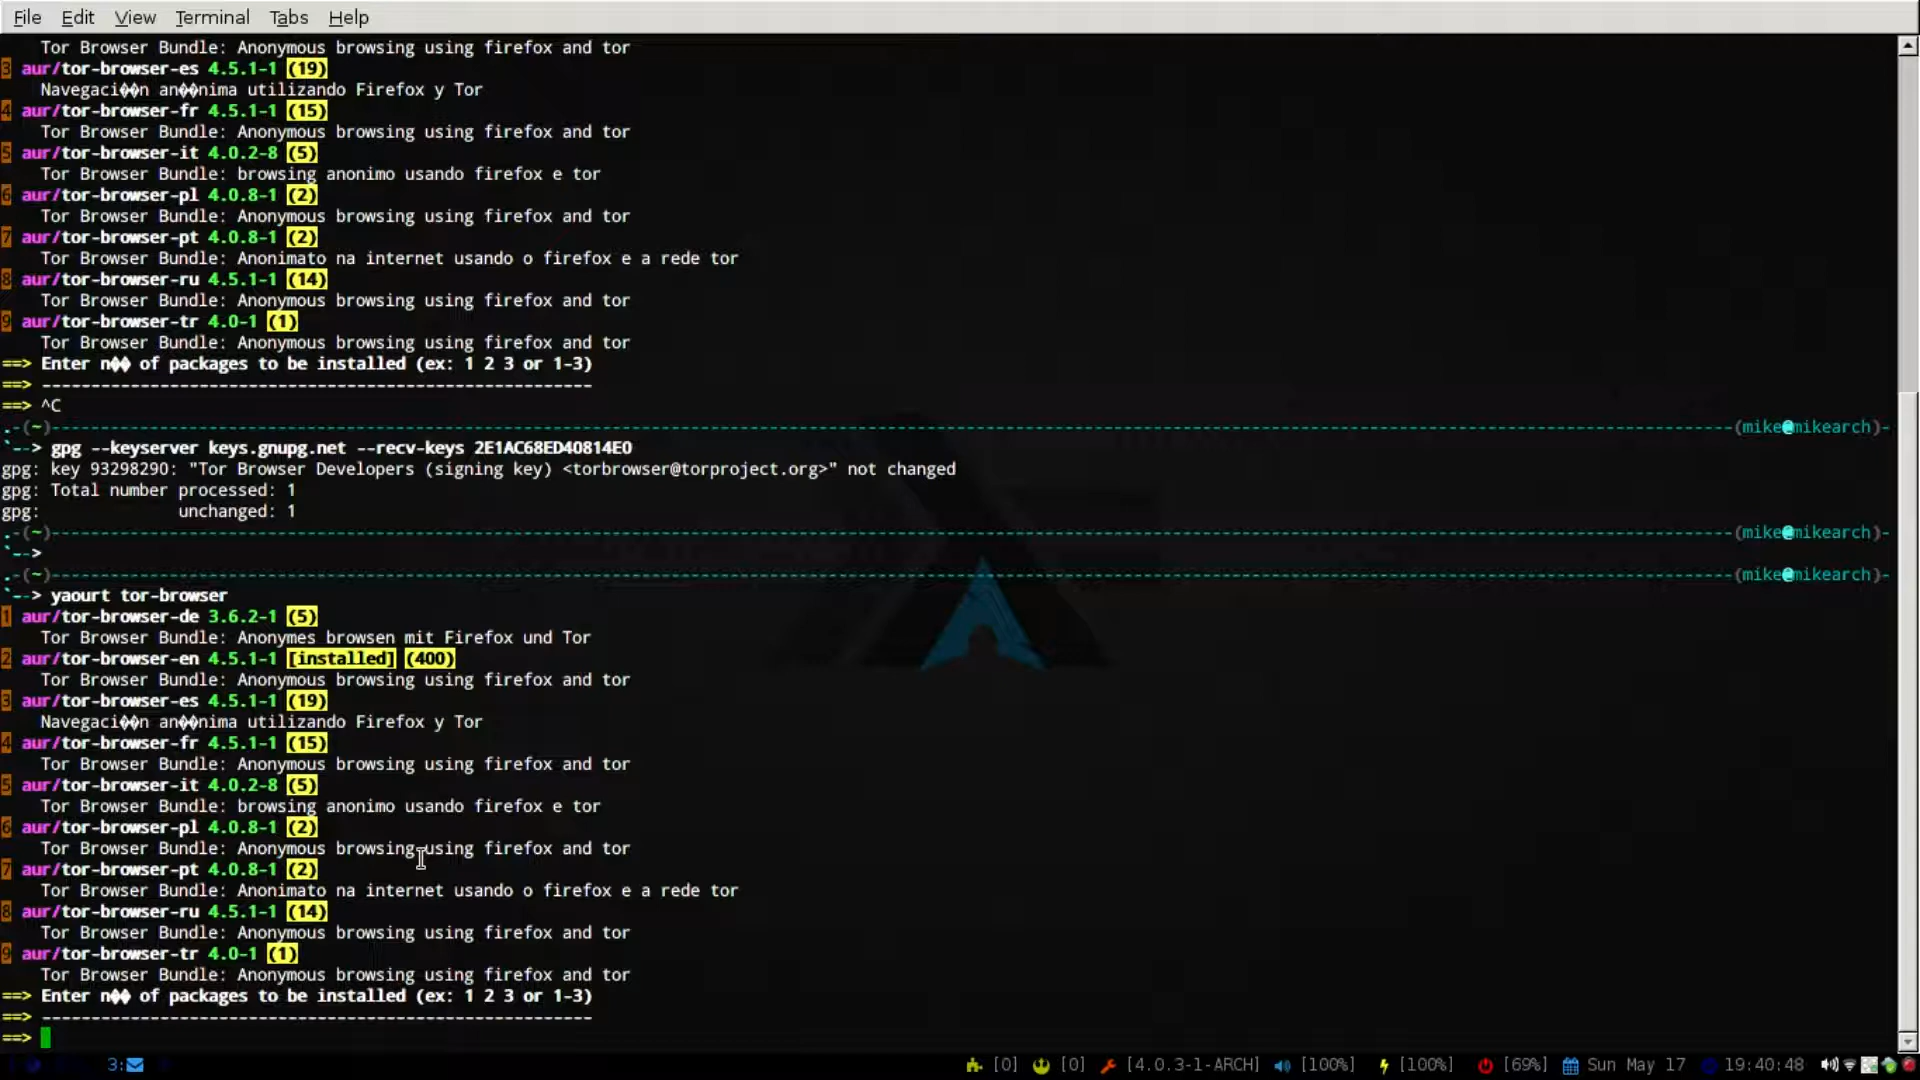 File Edit View Terminal Tabs Help
Tor Browser Bundle: Anonymous browsing using firefox and tor
3 aur/tor-browser-es 4.5.1-1 (19)
Navegaci��n an��nima utilizando Firefox y Tor
4 aur/tor-browser-fr 4.5.1-1 (15)
Tor Browser Bundle: Anonymous browsing using firefox and tor
5 aur/tor-browser-it 4.0.2-8 (5)
Tor Browser Bundle: browsing anonimo usando firefox e tor
6 aur/tor-browser-pl 4.0.8-1 (2)
Tor Browser Bundle: Anonymous browsing using firefox and tor
7 aur/tor-browser-pt 4.0.8-1 (2)
Tor Browser Bundle: Anonimato na internet usando o firefox e a rede tor
8 aur/tor-browser-ru 4.5.1-1 (14)
Tor Browser Bundle: Anonymous browsing using firefox and tor
9 aur/tor-browser-tr 4.0-1 (1)
Tor Browser Bundle: Anonymous browsing using firefox and tor
==> Enter n�� of packages to be installed (ex: 1 2 3 or 1-3)
==> --------------------------------------------------------
==> ^C
.-(~)------------------------------------------------------------(mike@mikearch)-
`--> gpg --keyserver keys.gnupg.net --recv-keys 2E1AC68ED40814E0
gpg: key 93298290: "Tor Browser Developers (signing key) <torbrowser@torproject.org>" not changed
gpg: Total number processed: 1
gpg: unchanged: 1
.-(~)------------------------------------------------------------(mike@mikearch)-
`-->
.-(~)------------------------------------------------------------(mike@mikearch)-
`--> yaourt tor-browser
1 aur/tor-browser-de 3.6.2-1 (5)
Tor Browser Bundle: Anonymes browsen mit Firefox und Tor
2 aur/tor-browser-en 4.5.1-1 [installed] (400)
Tor Browser Bundle: Anonymous browsing using firefox and tor
3 aur/tor-browser-es 4.5.1-1 (19)
Navegaci��n an��nima utilizando Firefox y Tor
4 aur/tor-browser-fr 4.5.1-1 (15)
Tor Browser Bundle: Anonymous browsing using firefox and tor
5 aur/tor-browser-it 4.0.2-8 (5)
Tor Browser Bundle: browsing anonimo usando firefox e tor
6 aur/tor-browser-pl 4.0.8-1 (2)
Tor Browser Bundle: Anonymous browsing using firefox and tor
7 aur/tor-browser-pt 4.0.8-1 (2)
Tor Browser Bundle: Anonimato na internet usando o firefox e a rede tor
8 aur/tor-browser-ru 4.5.1-1 (14)
Tor Browser Bundle: Anonymous browsing using firefox and tor
9 aur/tor-browser-tr 4.0-1 (1)
Tor Browser Bundle: Anonymous browsing using firefox and tor
==> Enter n�� of packages to be installed (ex: 1 2 3 or 1-3)
==> --------------------------------------------------------
==>
3: [0] [0] [4.0.3-1-ARCH] [100%] [100%] [69%] Sun May 17 19:40:48